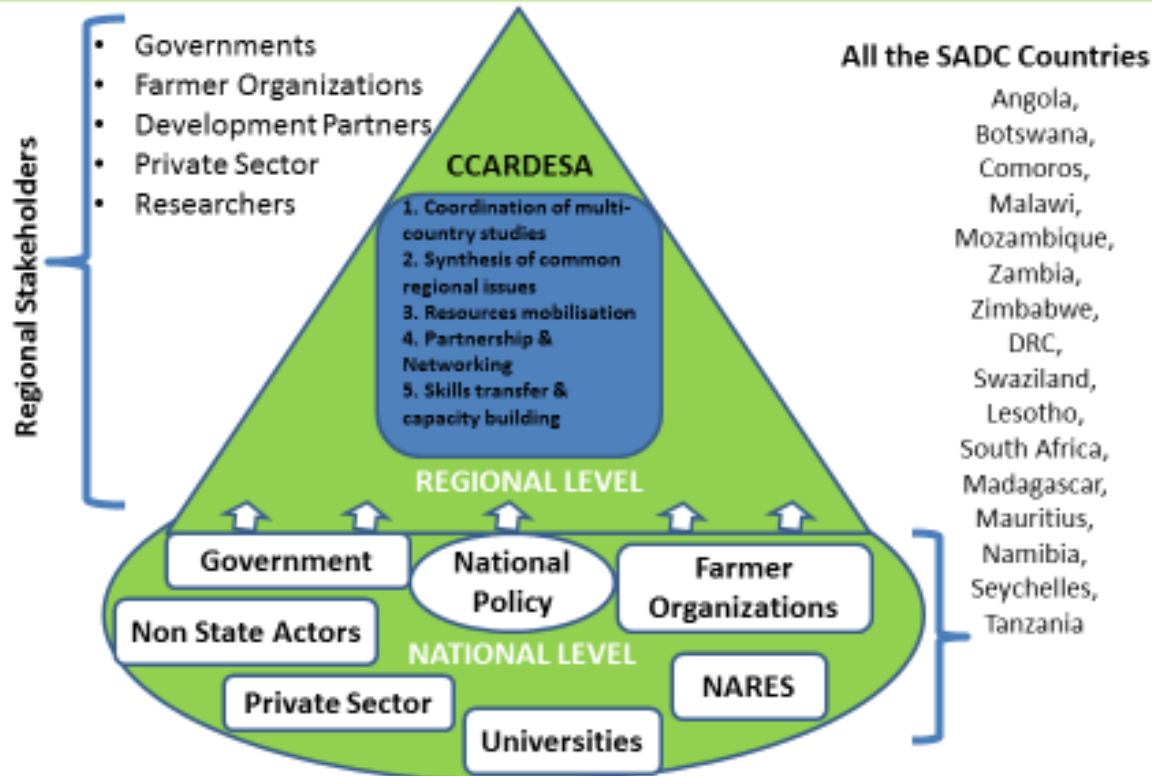 Regional Stakeholders
• Governments
• Farmer Organizations
• Development Partners
• Private Sector
• Researchers
CCARDESA
1. Coordination of multi-
country studies
2. Synthesis of common
regional issues
3. Resources mobilisation
4. Partnership &
Networking
5. Skills transfer &
capacity building
REGIONAL LEVEL
Government
National
Policy
Farmer
Organizations
Non State Actors
NATIONAL LEVEL
NARES
Private Sector
Universities
All the SADC Countries
Angola,
Botswana,
Comoros,
Malawi,
Mozambique,
Zambia,
Zimbabwe,
DRC,
Swaziland,
Lesotho,
South Africa,
Madagascar,
Mauritius,
Namibia,
Seychelles,
Tanzania